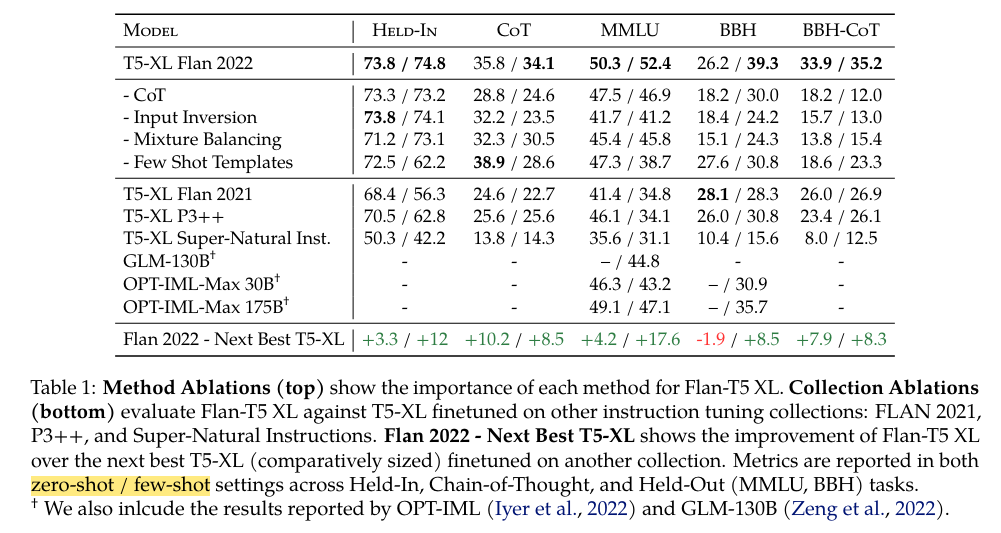 MODEL HELD-IN COT MMLU BBH BBH-COT
T5-XL Flan 2022 73.8 / 74.8 35.8 / 34.1 50.3 / 52.4 26.2 / 39.3 33.9 / 35.2
- CoT 73.3 / 73.2 28.8 / 24.6 47.5 / 46.9 18.2 / 30.0 18.2 / 12.0
- Input Inversion 73.8 / 74.1 32.2 / 23.5 41.7 / 41.2 18.4 / 24.2 15.7 / 13.0
- Mixture Balancing 71.2 / 73.1 32.3 / 30.5 45.4 / 45.8 15.1 / 24.3 13.8 / 15.4
- Few Shot Templates 72.5 / 62.2 38.9 / 28.6 47.3 / 38.7 27.6 / 30.8 18.6 / 23.3
T5-XL Flan 2021 68.4 / 56.3 24.6 / 22.7 41.4 / 34.8 28.1 / 28.3 26.0 / 26.9
T5-XL P3++ 70.5 / 62.8 25.6 / 25.6 46.1 / 34.1 26.0 / 30.8 23.4 / 26.1
T5-XL Super-Natural Inst. 50.3 / 42.2 13.8 / 14.3 35.6 / 31.1 10.4 / 15.6 8.0 / 12.5
GLM-130B† - - – / 44.8 - -
OPT-IML-Max 30B† - - 46.3 / 43.2 – / 30.9 -
OPT-IML-Max 175B† - - 49.1 / 47.1 – / 35.7 -
Flan 2022 - Next Best T5-XL +3.3 / +12 +10.2 / +8.5 +4.2 / +17.6 -1.9 / +8.5 +7.9 / +8.3
Table 1: Method Ablations (top) show the importance of each method for Flan-T5 XL. Collection Ablations
(bottom) evaluate Flan-T5 XL against T5-XL finetuned on other instruction tuning collections: FLAN 2021,
P3++, and Super-Natural Instructions. Flan 2022 - Next Best T5-XL shows the improvement of Flan-T5 XL
over the next best T5-XL (comparatively sized) finetuned on another collection. Metrics are reported in both
zero-shot / few-shot settings across Held-In, Chain-of-Thought, and Held-Out (MMLU, BBH) tasks.
† We also inlcude the results reported by OPT-IML (Iyer et al., 2022) and GLM-130B (Zeng et al., 2022).